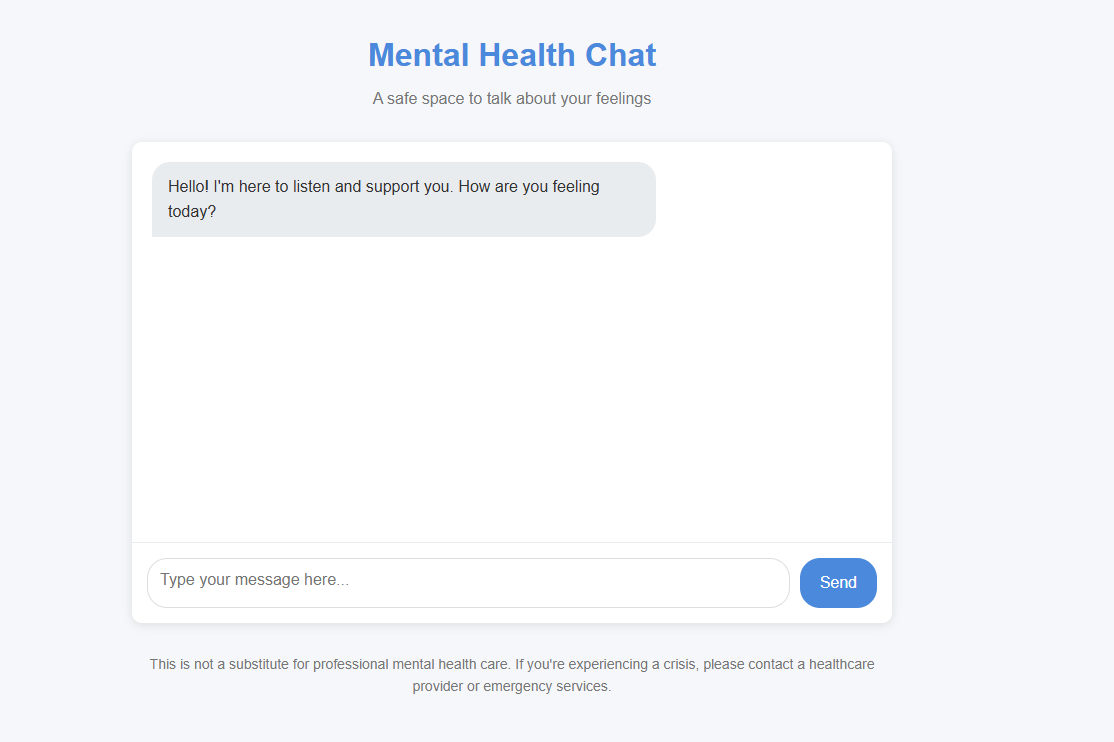 Mental Health Chat
A safe space to talk about your feelings
Hello! I'm here to listen and support you. How are you feeling
today?
Type your message here...
Send
This is not a substitute for professional mental health care. If you're experiencing a crisis, please contact a healthcare
provider or emergency services.